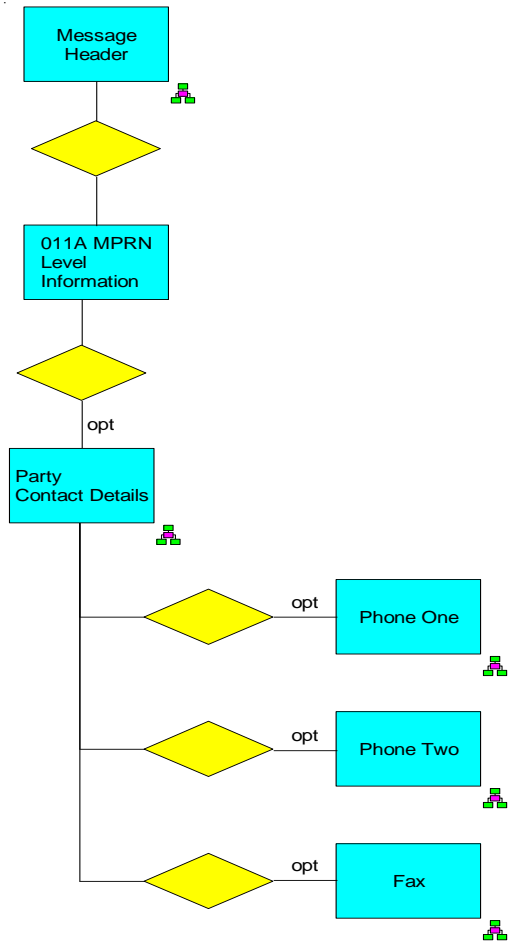 Message
Header
011A MPRN
Level
Information
opt
Party
Contact Details
opt
Phone One
opt
Phone Two
opt
Fax